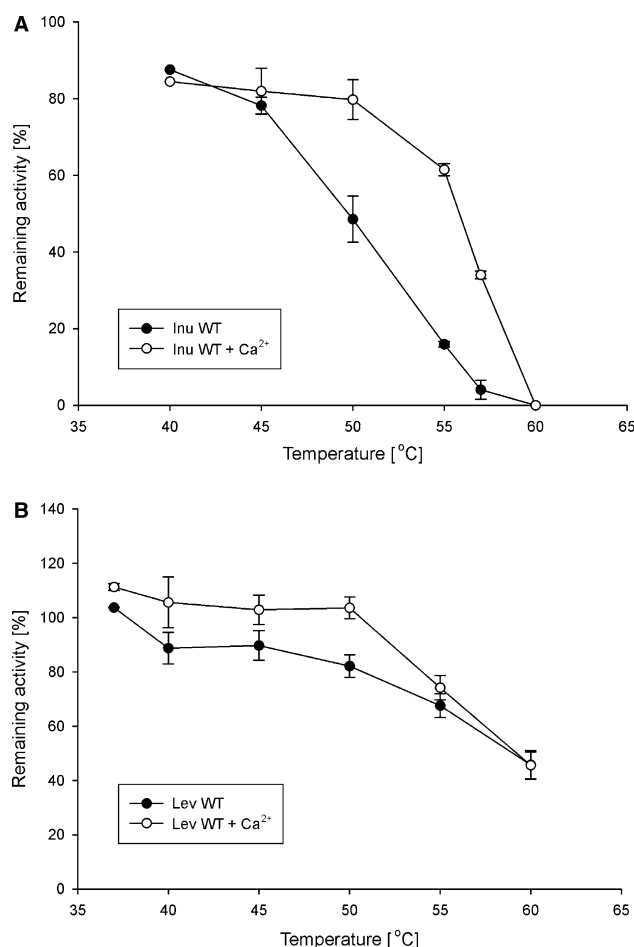 A
100
80
60
40
20
0
Remaining activity [%]
Inu WT
Inu WT + Ca²⁺
35 40 45 50 55 60 65
Temperature [°C]
B
140
120
100
80
60
40
20
0
Remaining activity [%]
Lev WT
Lev WT + Ca²⁺
35 40 45 50 55 60 65
Temperature [°C]